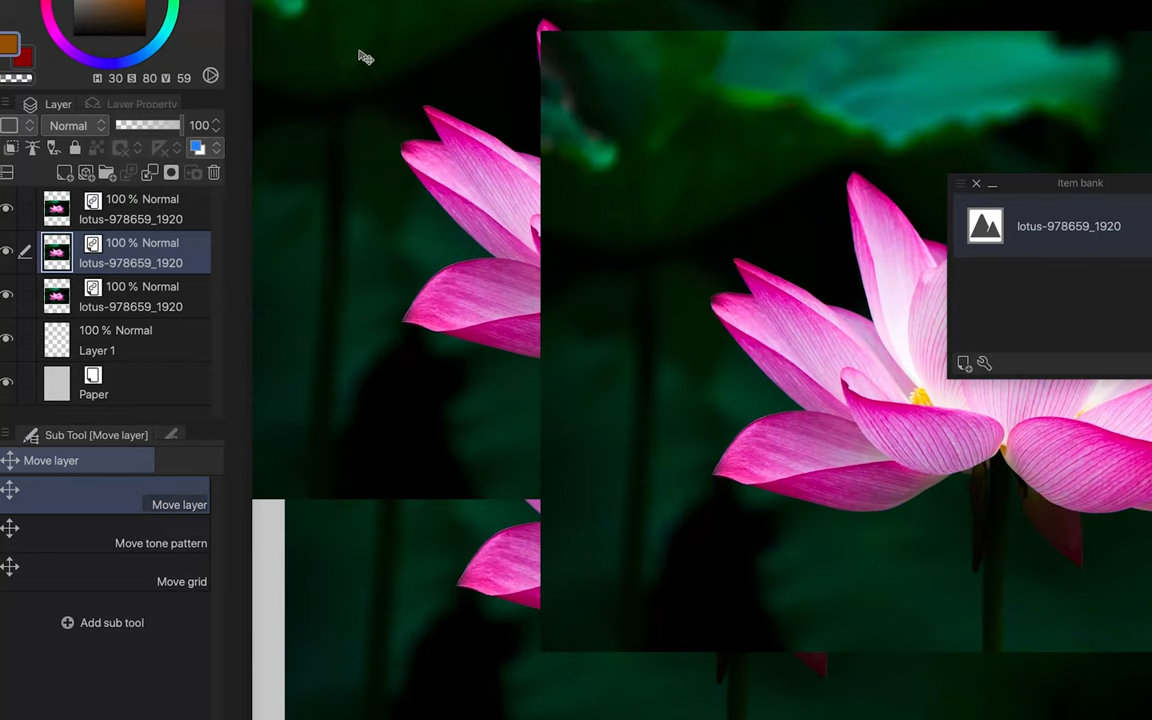 H 30 S 80 V 59
Layer
Layer Property
Normal
100
100 % Normal
lotus-978659_1920
100 % Normal
lotus-978659_1920
100 % Normal
lotus-978659_1920
100 % Normal
Layer 1
Paper
Sub Tool [Move layer]
Move layer
Move layer
Move tone pattern
Move grid
Add sub tool
Item bank
lotus-978659_1920